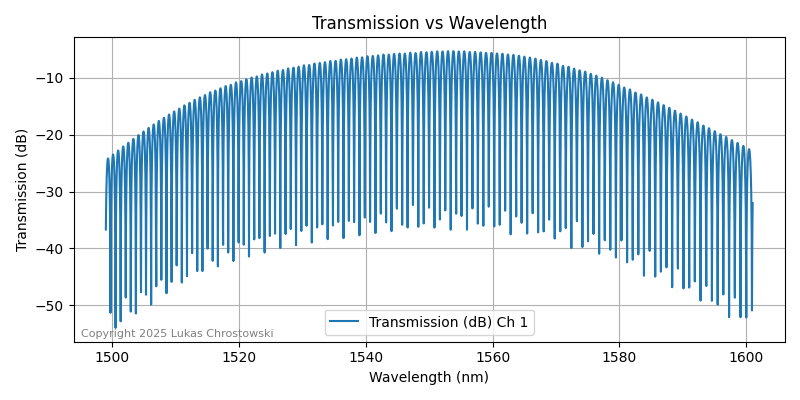 Transmission vs Wavelength
Transmission (dB)
−10
−20
−30
−40
−50
Transmission (dB) Ch 1
Copyright 2025 Lukas Chrostowski
1500
1520
1540
1560
1580
1600
Wavelength (nm)